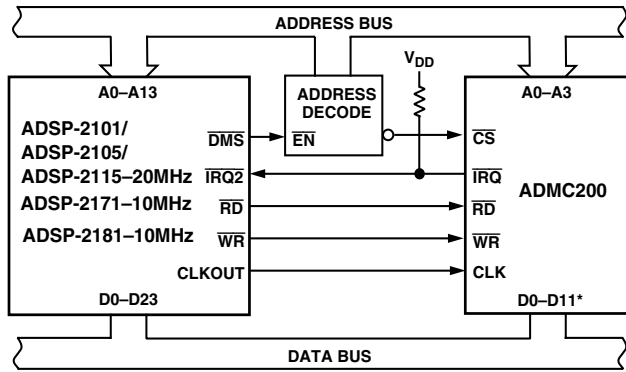 ADDRESS BUS
A0–A13
ADDRESS
DECODE
EN
VDD
A0–A3
ADSP-2101/
ADSP-2105/
ADSP-2115–20MHz
ADSP-2171–10MHz
ADSP-2181–10MHz
DMS
IRQ2
RD
WR
CLKOUT
D0–D23
CS
IRQ
RD
WR
CLK
ADMC200
D0–D11*
DATA BUS